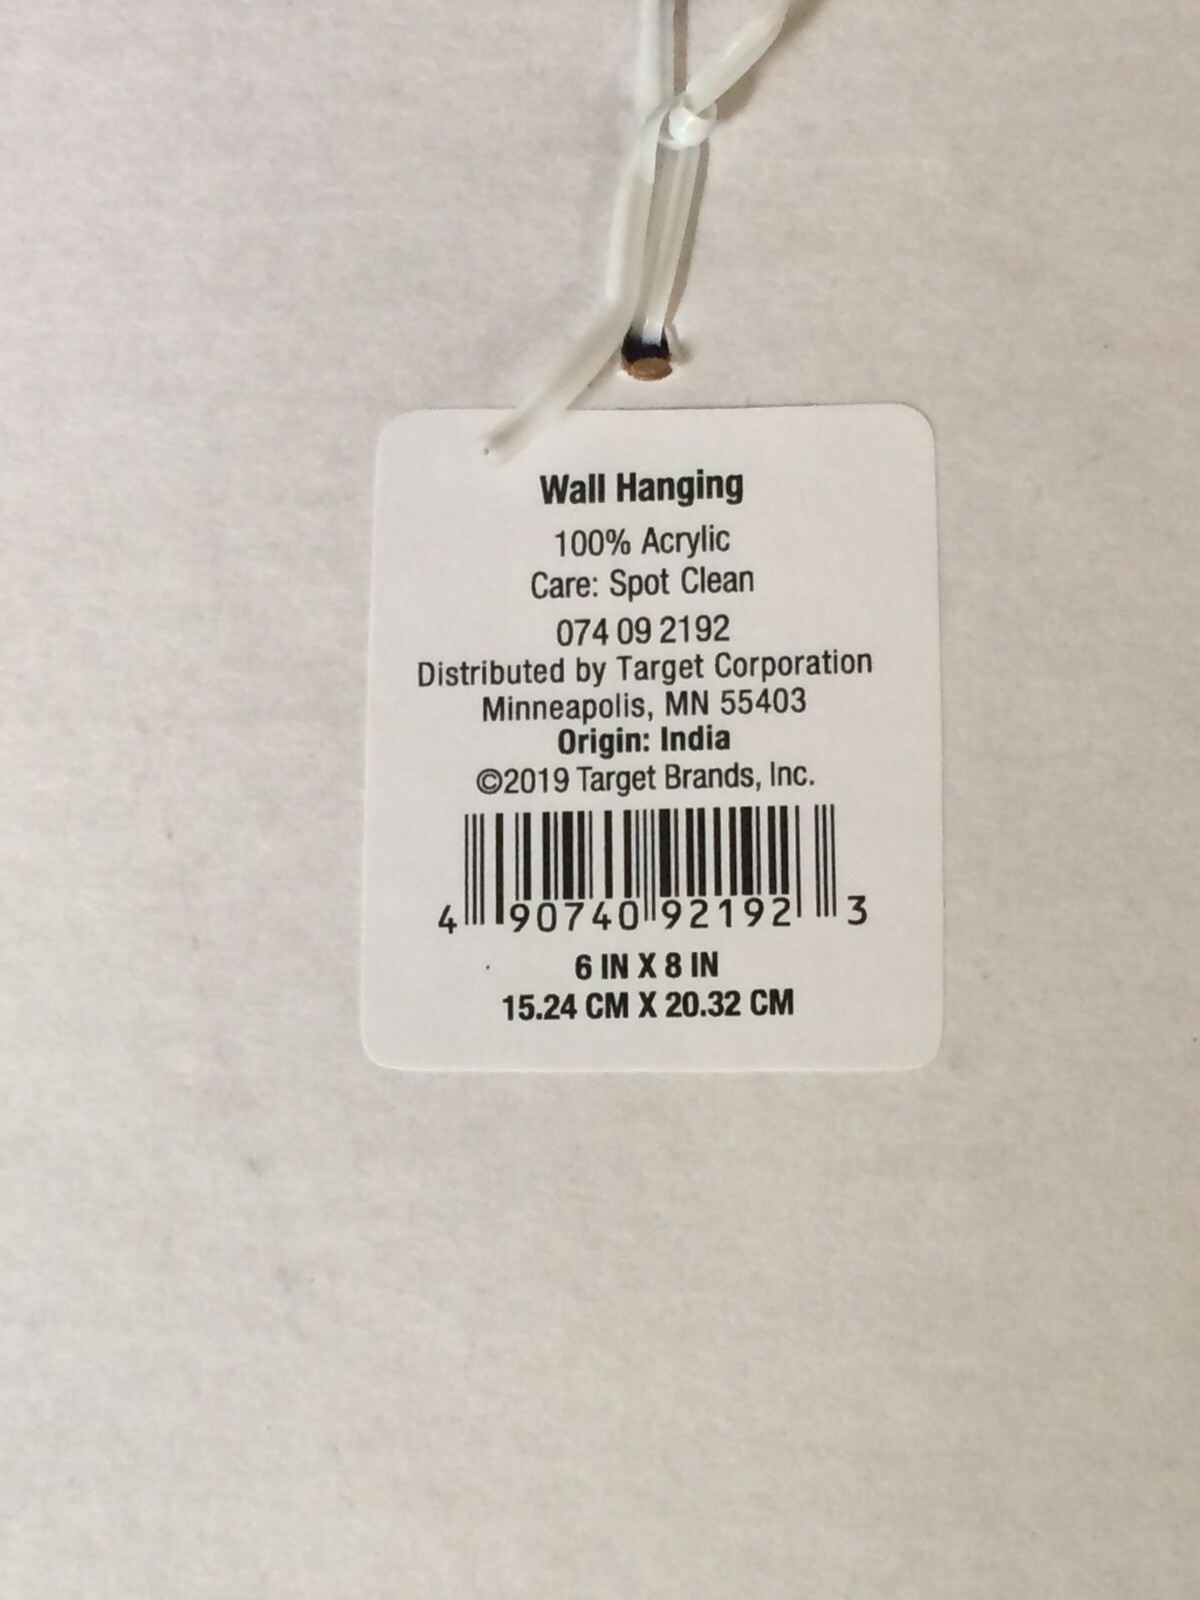 Wall Hanging
100% Acrylic
Care: Spot Clean
074 09 2192
Distributed by Target Corporation
Minneapolis, MN 55403
Origin: India
©2019 Target Brands, Inc.
4 90740 92192 3
6 IN X 8 IN
15.24 CM X 20.32 CM